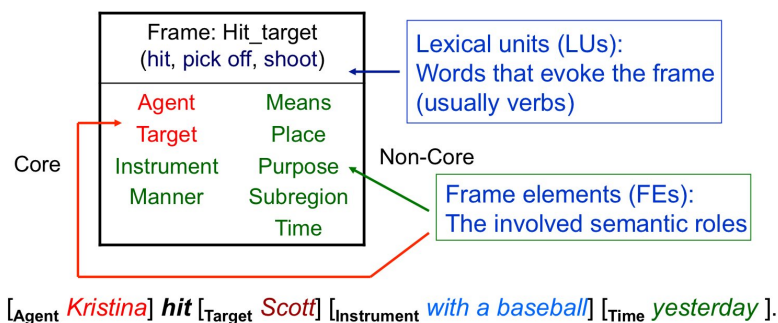 Frame: Hit_target
(hit, pick off, shoot)
Lexical units (LUs):
Words that evoke the frame
(usually verbs)
Agent
Target
Instrument
Manner
Means
Place
Purpose
Subregion
Time
Core
Non-Core
Frame elements (FEs):
The involved semantic roles
[Agent Kristina] hit [Target Scott] [Instrument with a baseball] [Time yesterday ].